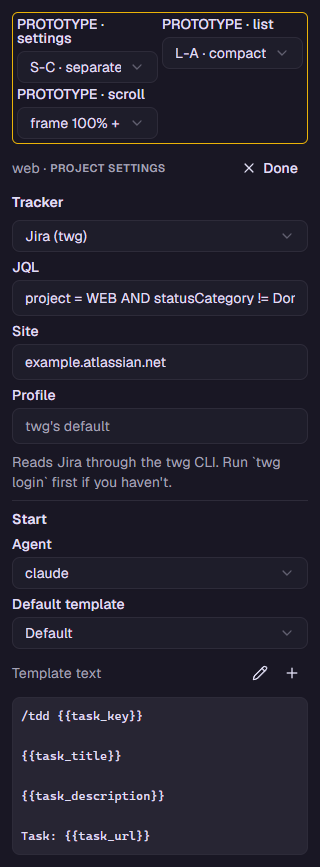 PROTOTYPE · settings
PROTOTYPE · list
S-C · separate
L-A · compact
PROTOTYPE · scroll
frame 100% +
web · PROJECT SETTINGS
Done
Tracker
Jira (twg)
JQL
project = WEB AND statusCategory != Dor
Site
example.atlassian.net
Profile
twg's default
Reads Jira through the twg CLI. Run `twg
login` first if you haven't.
Start
Agent
claude
Default template
Default
Template text
/tdd {{task_key}}
{{task_title}}
{{task_description}}
Task: {{task_url}}